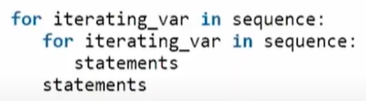 for iterating_var in sequence:
   for iterating_var in sequence:
      statements
   statements